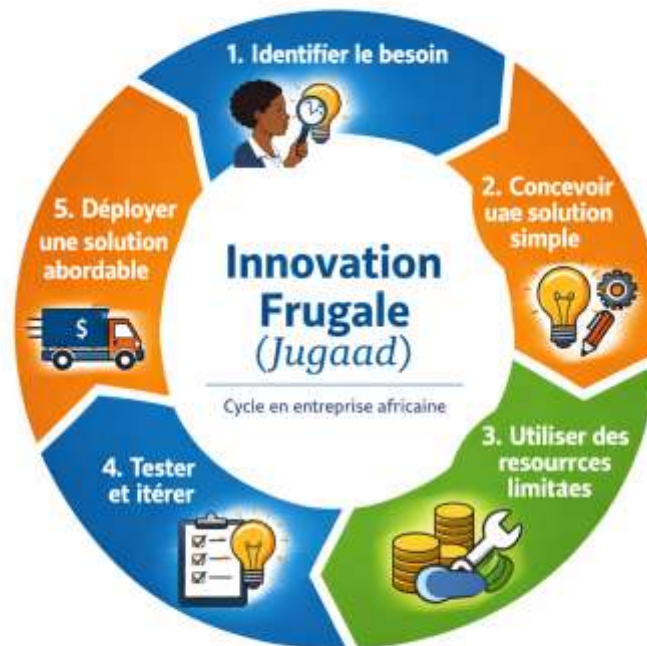 1. Identifier le besoin
2. Concevoir
uae solution
simple
3. Utiliser des
resourrces
limitaes
4. Tester
et itérer
5. Déployer
une solution
abordable
$
Innovation
Frugale
(Jugaad)
Cycle en entreprise africaine